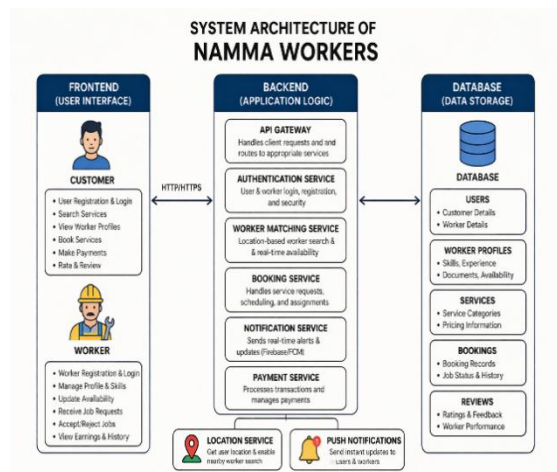 SYSTEM ARCHITECTURE OF
NAMMA WORKERS
FRONTEND
(USER INTERFACE)
CUSTOMER
• User Registration & Login
• Search Services
• View Worker Profiles
• Book Services
• Make Payments
• Rate & Review
WORKER
• Worker Registration & Login
• Manage Profile & Skills
• Update Availability
• Receive Job Requests
• Accept/Reject Jobs
• View Earnings & History
HTTP/HTTPS
BACKEND
(APPLICATION LOGIC)
API GATEWAY
Handles client requests and and
routes to appropriate services
AUTHENTICATION SERVICE
User & worker login, registration,
and security
WORKER MATCHING SERVICE
Location-based worker search &
& real-time availability
BOOKING SERVICE
Handles service requests,
scheduling, and assignments
NOTIFICATION SERVICE
Sends real-time alerts &
updates (Firebase/FCM)
PAYMENT SERVICE
Processes transactions and
manages payments
LOCATION SERVICE
Get user location & enable
nearby worker search
PUSH NOTIFICATIONS
Send instant updates to
users & workers
DATABASE
(DATA STORAGE)
DATABASE
USERS
• Customer Details
• Worker Details
WORKER PROFILES
• Skills, Experience
• Documents, Availability
SERVICES
• Service Categories
• Pricing Information
BOOKINGS
• Booking Records
• Job Status & History
REVIEWS
• Ratings & Feedback
• Worker Performance